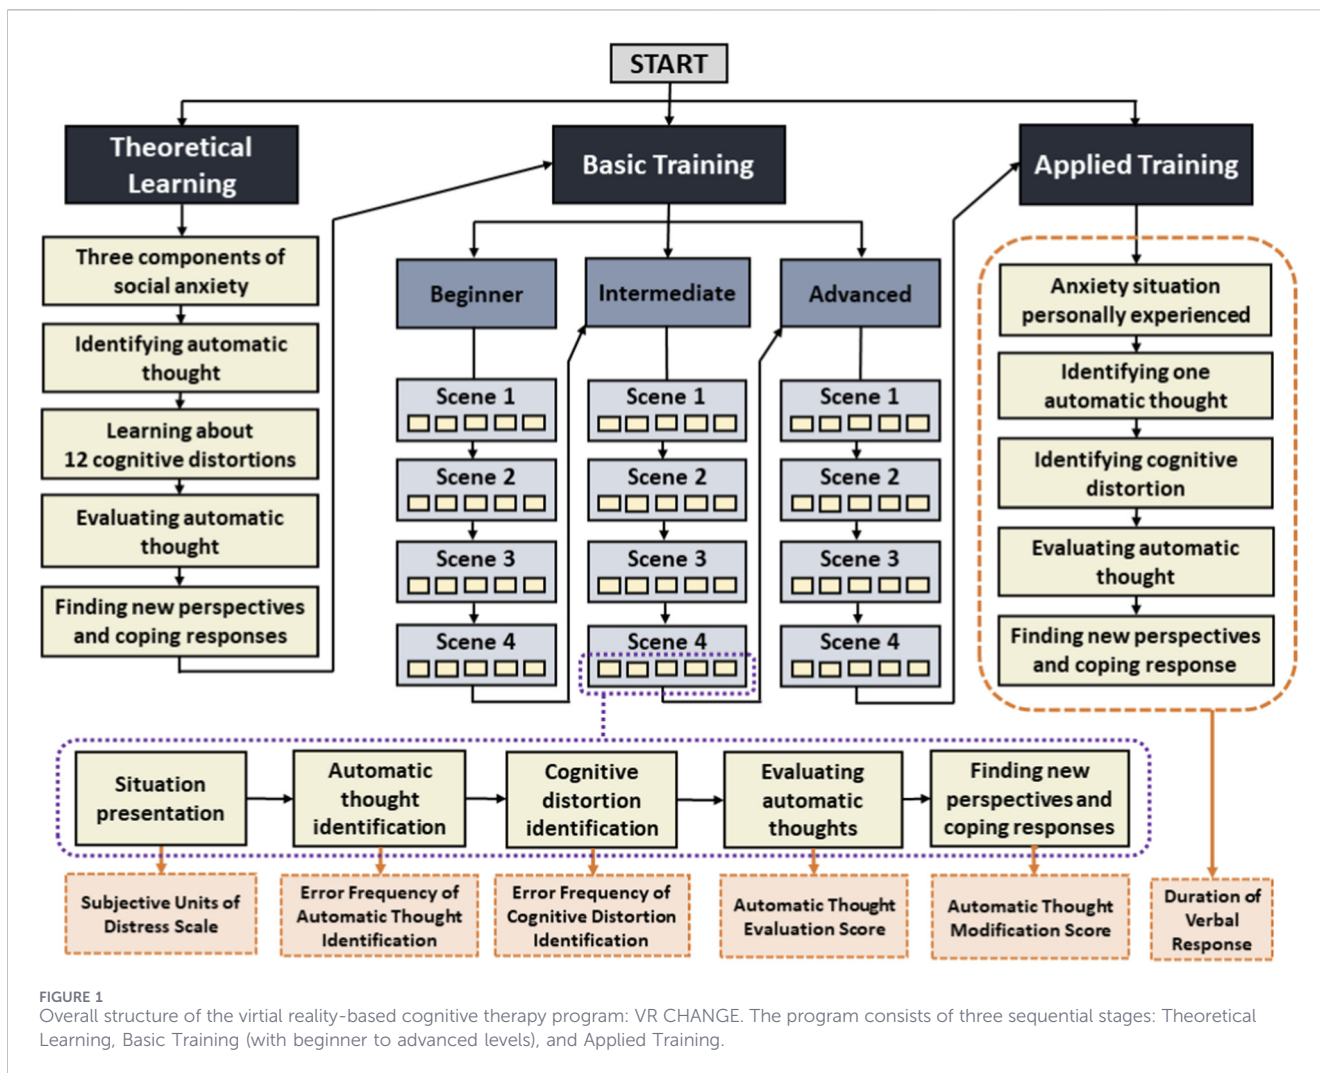 START
Theoretical
Learning
Basic Training
Applied Training
Three components of
social anxiety
Identifying automatic
thought
Learning about
12 cognitive distortions
Evaluating automatic
thought
Finding new perspectives
and coping responses
Beginner
Scene 1
Scene 2
Scene 3
Scene 4
Intermediate
Scene 1
Scene 2
Scene 3
Scene 4
Advanced
Scene 1
Scene 2
Scene 3
Scene 4
Anxiety situation
personally experienced
Identifying one
automatic thought
Identifying cognitive
distortion
Evaluating automatic
thought
Finding new perspectives
and coping response
Situation
presentation
Automatic
thought
identification
Cognitive
distortion
identification
Evaluating
automatic
thoughts
Finding new
perspectives and
coping responses
Subjective Units of
Distress Scale
Error Frequency of
Automatic Thought
Identification
Error Frequency of
Cognitive Distortion
Identification
Automatic Thought
Evaluation Score
Automatic Thought
Modification Score
Duration of
Verbal
Response
FIGURE 1
Overall structure of the virtial reality-based cognitive therapy program: VR CHANGE. The program consists of three sequential stages: Theoretical
Learning, Basic Training (with beginner to advanced levels), and Applied Training.